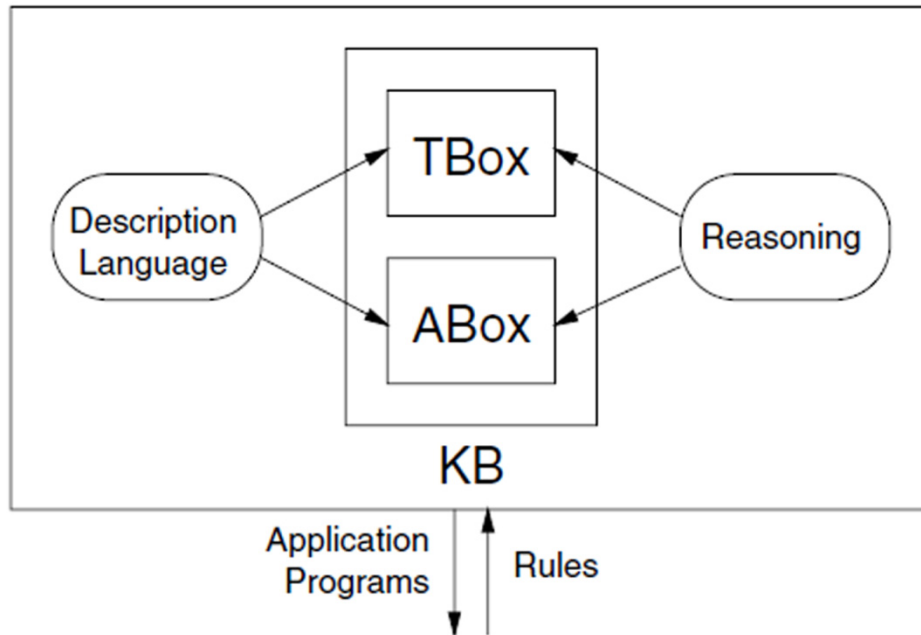 TBox
Description
Language
Reasoning
ABox
KB
Application
Programs
Rules